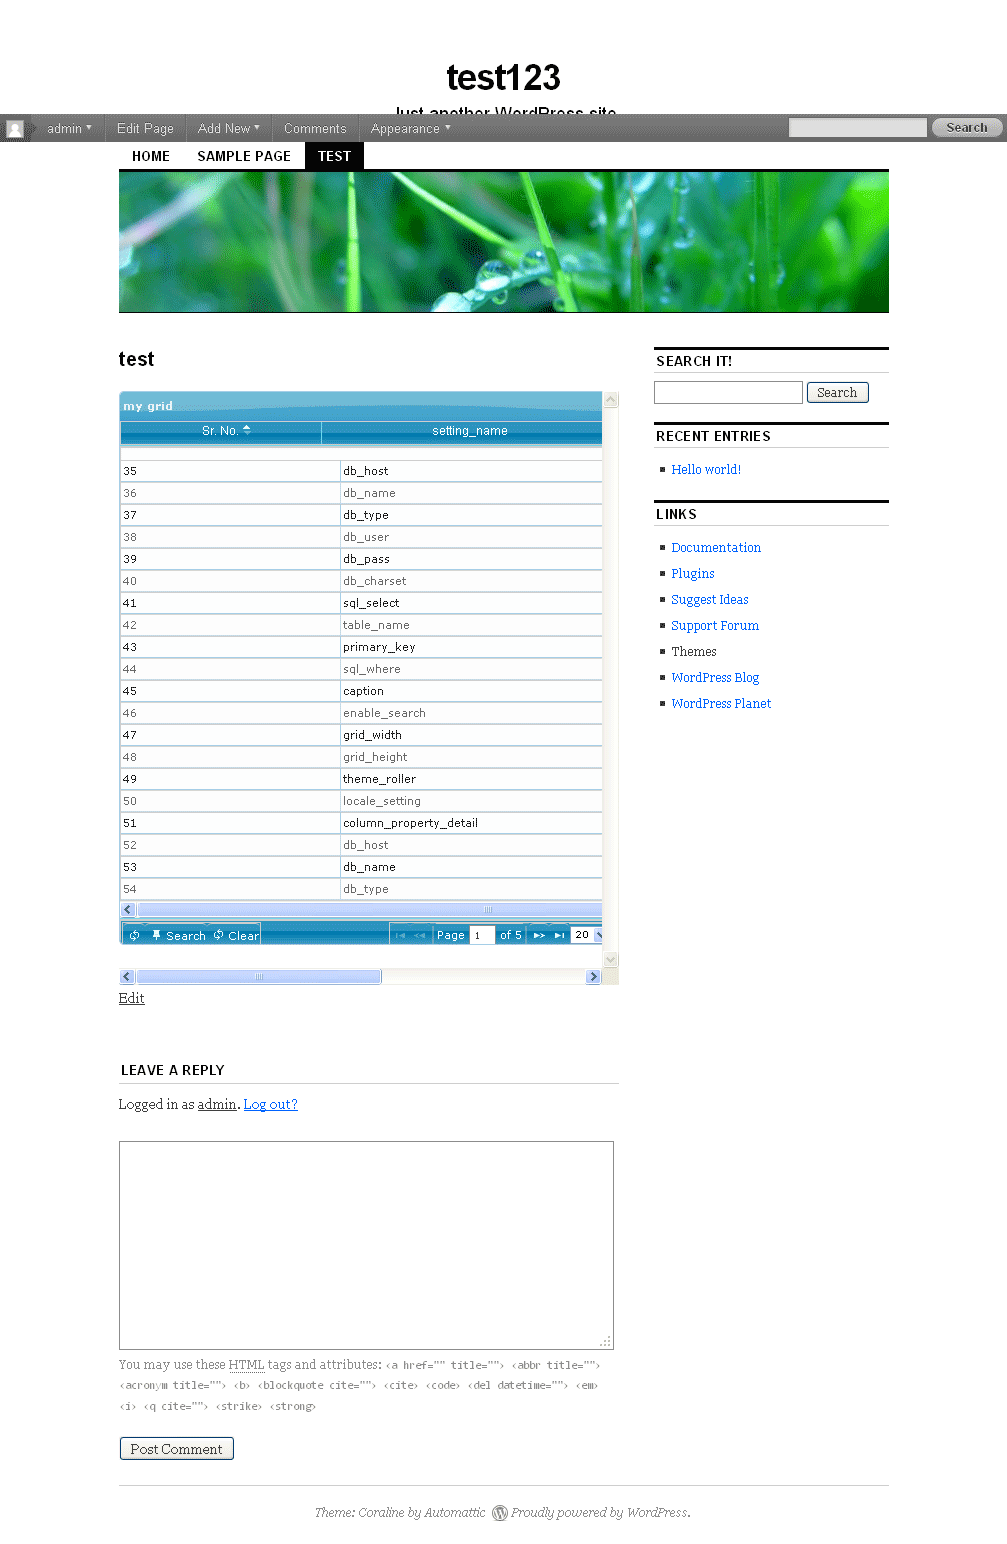 test123
Just another WordPress site
admin Edit Page Add New Comments Appearance Search
HOME SAMPLE PAGE TEST
test
my grid
Sr. No. setting_name
35 db_host
36 db_name
37 db_type
38 db_user
39 db_pass
40 db_charset
41 sql_select
42 table_name
43 primary_key
44 sql_where
45 caption
46 enable_search
47 grid_width
48 grid_height
49 theme_roller
50 locale_setting
51 column_property_detail
52 db_host
53 db_name
54 db_type
Search Clear Page 1 of 5 20
Edit
SEARCH IT!
Search
RECENT ENTRIES
Hello world!
LINKS
Documentation
Plugins
Suggest Ideas
Support Forum
Themes
WordPress Blog
WordPress Planet
LEAVE A REPLY
Logged in as admin. Log out?
You may use these HTML tags and attributes: <a href="" title=""> <abbr title="">
<acronym title=""> <b> <blockquote cite=""> <cite> <code> <del datetime=""> <em>
<i> <q cite=""> <strike> <strong>
Post Comment
Theme: Coraline by Automattic Proudly powered by WordPress.